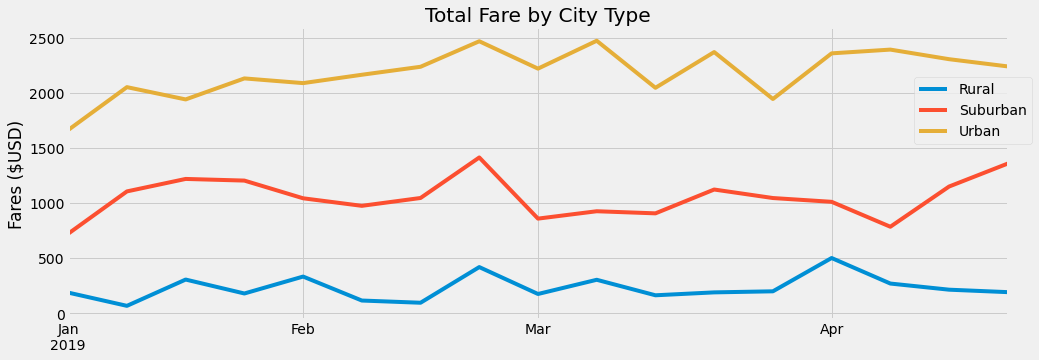 Total Fare by City Type
Fares ($USD)
2500
2000
1500
1000
500
0
Jan
2019
Feb
Mar
Apr
Rural
Suburban
Urban